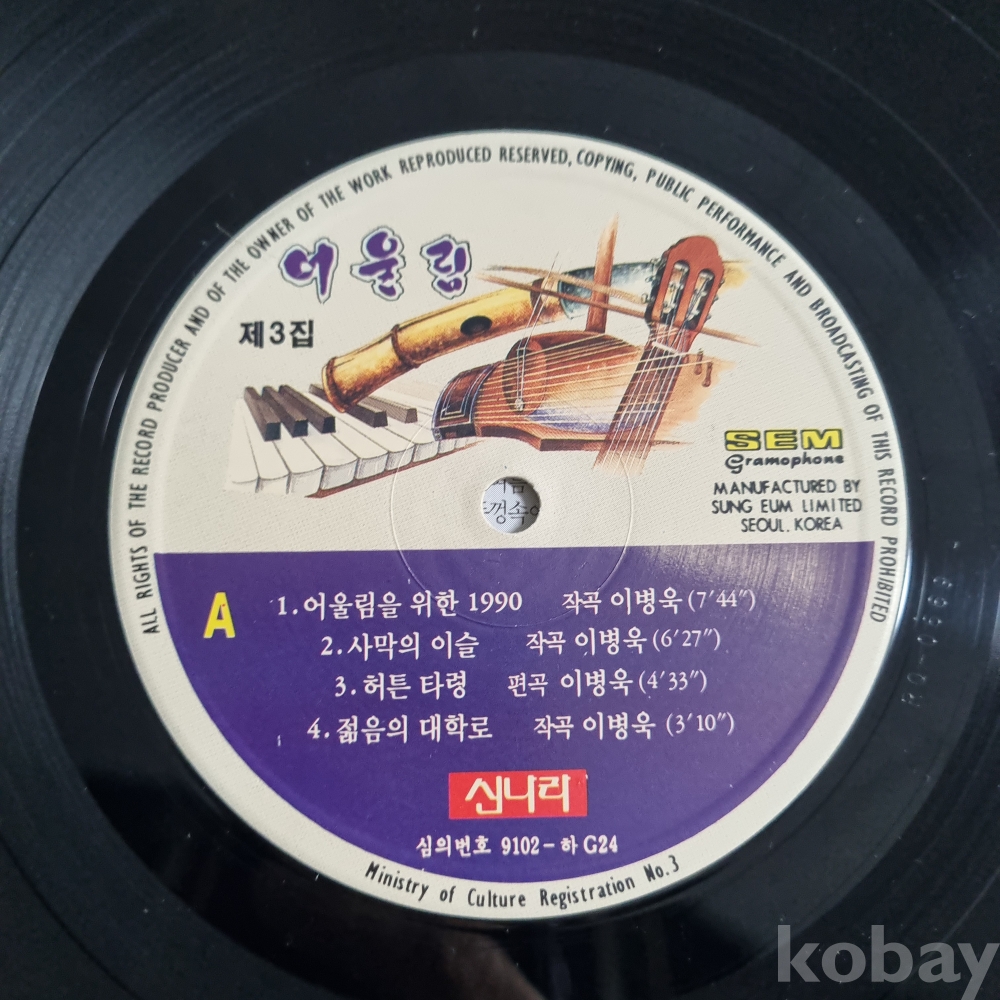 ALL RIGHTS OF THE RECORD PRODUCER AND OF THE OWNER OF THE WORK REPRODUCED RESERVED, COPYING, PUBLIC PERFORMANCE AND BROADCASTING OF THIS RECORD PROHIBITED
어울림
제3집
SEM
Gramophone
MANUFACTURED BY
SUNG EUM LIMITED
SEOUL. KOREA
A
1. 어울림을 위한 1990 작곡 이병욱 (7′44″)
2. 사막의 이슬 작곡 이병욱 (6′27″)
3. 허튼 타령 편곡 이병욱 (4′33″)
4. 젊음의 대학로 작곡 이병욱 (3′10″)
신나라
심의번호 9102-하 G24
Ministry of Culture Registration No.3
kobay